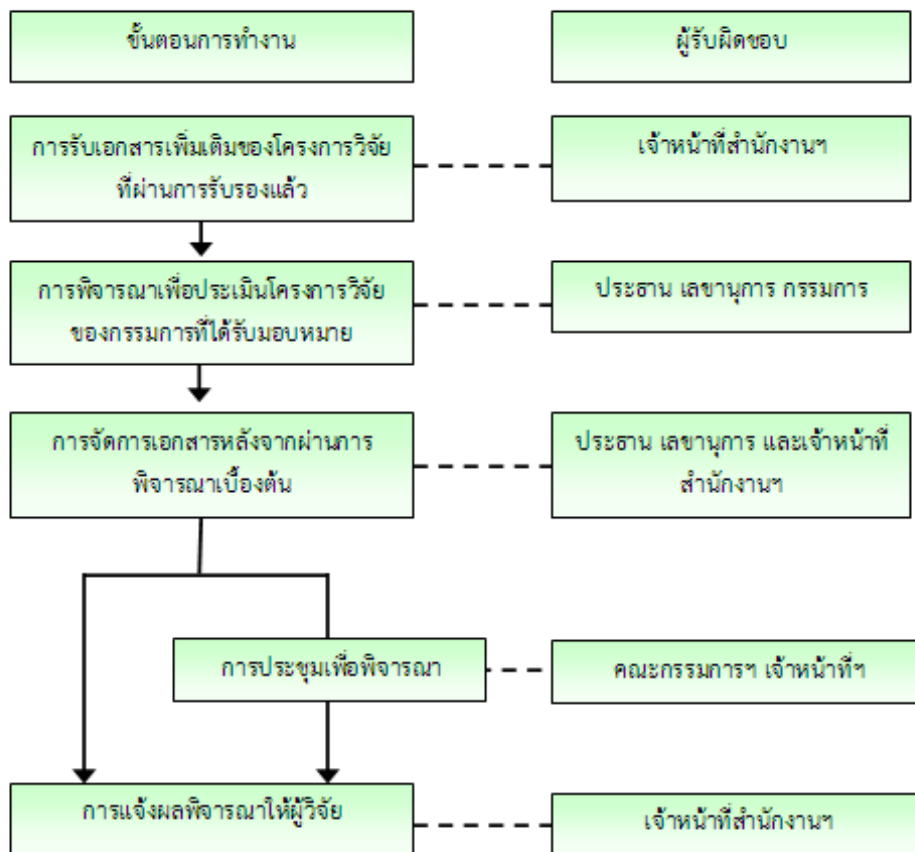 ขั้นตอนการทำงาน
ผู้รับผิดชอบ
การรับเอกสารเพิ่มเติมของโครงการวิจัย
ที่ผ่านการรับรองแล้ว
เจ้าหน้าที่สำนักงานฯ
การพิจารณาเพื่อประเมินโครงการวิจัย
ของกรรมการที่ได้รับมอบหมาย
ประธาน เลขานุการ กรรมการ
การจัดการเอกสารหลังจากผ่านการ
พิจารณาเบื้องต้น
ประธาน เลขานุการ และเจ้าหน้าที่
สำนักงานฯ
การประชุมเพื่อพิจารณา
คณะกรรมการฯ เจ้าหน้าที่ฯ
การแจ้งผลพิจารณาให้ผู้วิจัย
เจ้าหน้าที่สำนักงานฯ